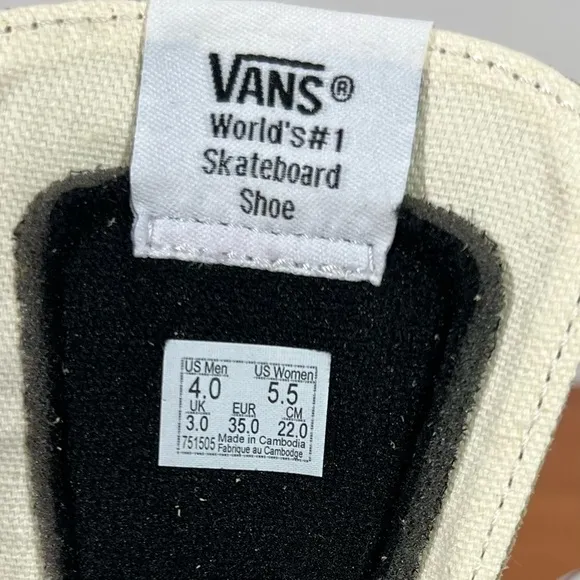 VANS®
World's#1
Skateboard
Shoe
US Men US Women
4.0 5.5
UK EUR CM
3.0 35.0 22.0
751505 Made in Cambodia
Fabriqué au Cambodge